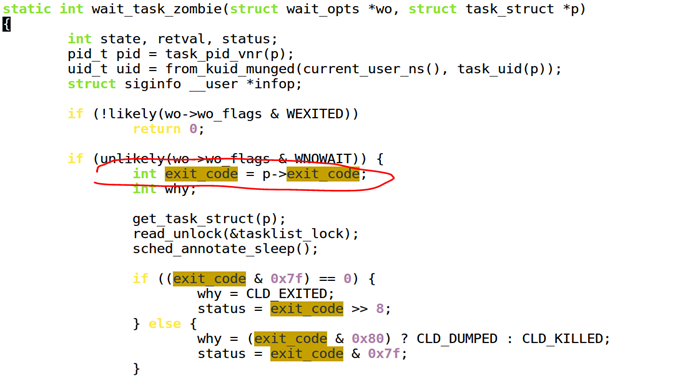 static int wait_task_zombie(struct wait_opts *wo, struct task_struct *p)
{
        int state, retval, status;
        pid_t pid = task_pid_vnr(p);
        uid_t uid = from_kuid_munged(current_user_ns(), task_uid(p));
        struct siginfo __user *infop;

        if (!likely(wo->wo_flags & WEXITED))
                return 0;

        if (unlikely(wo->wo_flags & WNOWAIT)) {
                int exit_code = p->exit_code;
                int why;

                get_task_struct(p);
                read_unlock(&tasklist_lock);
                sched_annotate_sleep();

                if ((exit_code & 0x7f) == 0) {
                        why = CLD_EXITED;
                        status = exit_code >> 8;
                } else {
                        why = (exit_code & 0x80) ? CLD_DUMPED : CLD_KILLED;
                        status = exit_code & 0x7f;
                }